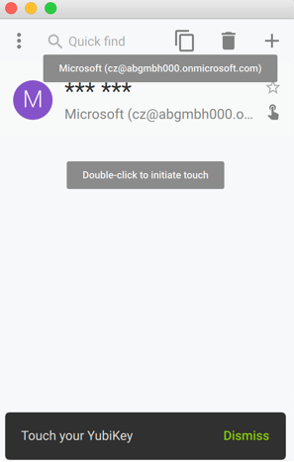 Quick find
Microsoft (cz@abgmbh000.onmicrosoft.com)
M
*** ***
Microsoft (cz@abgmbh000.o...
Double-click to initiate touch
Touch your YubiKey
Dismiss